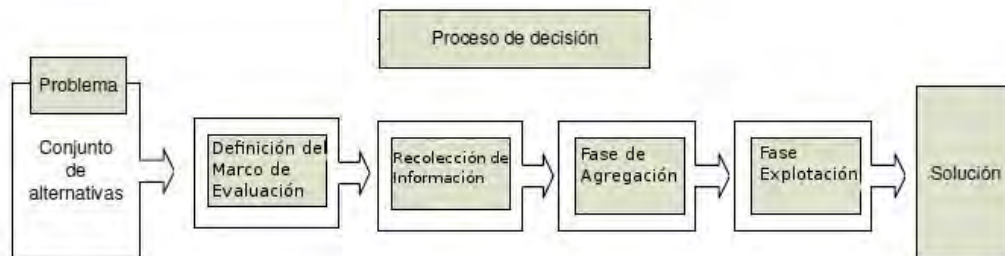 Proceso de decisión
Problema
Conjunto
de
alternativas
Definición del
Marco de
Evaluación
Recolección de
Información
Fase de
Agregación
Fase
Explotación
Solución